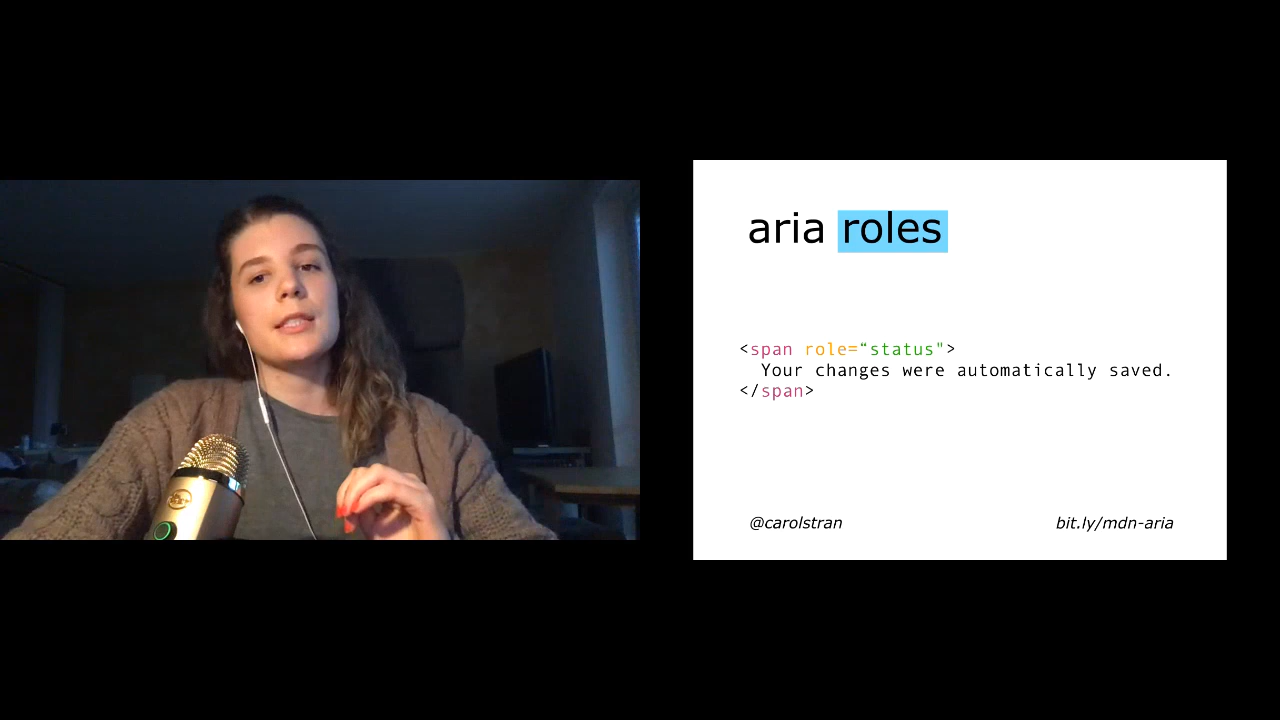 aria roles
<span role=“status">
Your changes were automatically saved.
</span>
@carolstran
bit.ly/mdn-aria